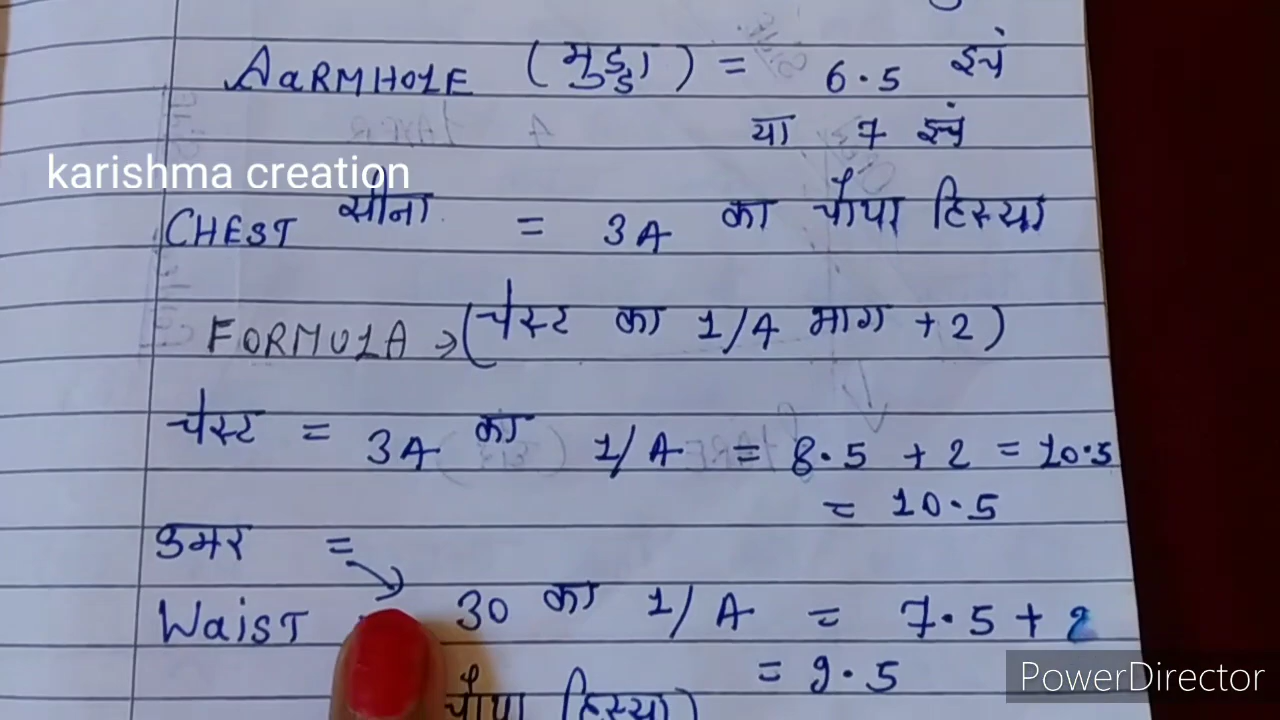 AaRMHOLE (मुड्डा) = 6.5 इंच
या 7 इंच
karishma creation
CHEST सीना = 34 का चौथा हिस्सा
FORMULA → (चेस्ट का 1/4 भाग + 2)
चेस्ट = 34 का 1/4 = 8.5 + 2 = 10.5
= 10.5
कमर =
Waist → 30 का 1/4 = 7.5 + 2
= 9.5
चौथा हिस्सा)
PowerDirector